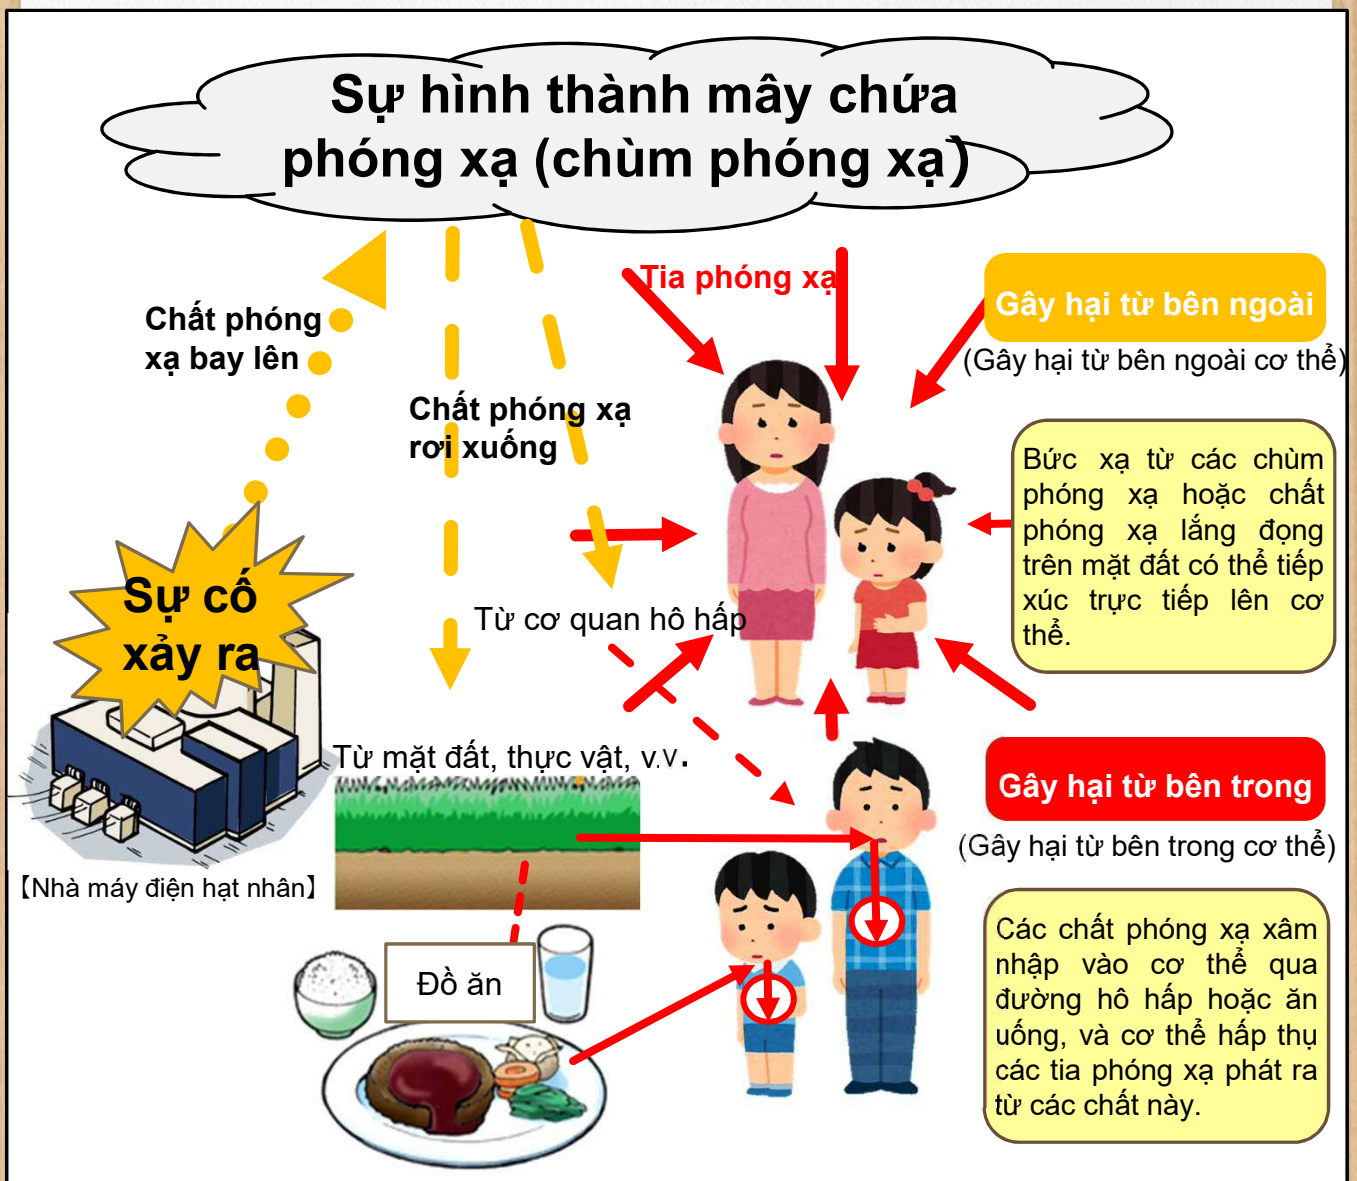 Sự hình thành mây chứa
phóng xạ (chùm phóng xạ)
Tia phóng xạ
Chất phóng
xạ bay lên
Chất phóng xạ
rơi xuống
Gây hại từ bên ngoài
(Gây hại từ bên ngoài cơ thể)
Bức xạ từ các chùm
phóng xạ hoặc chất
phóng xạ lắng đọng
trên mặt đất có thể tiếp
xúc trực tiếp lên cơ
thể.
Sự cố
xảy ra
Từ cơ quan hô hấp
Từ mặt đất, thực vật, v.v.
【Nhà máy điện hạt nhân】
Gây hại từ bên trong
(Gây hại từ bên trong cơ thể)
Các chất phóng xạ xâm
nhập vào cơ thể qua
đường hô hấp hoặc ăn
uống, và cơ thể hấp thụ
các tia phóng xạ phát ra
từ các chất này.
Đồ ăn